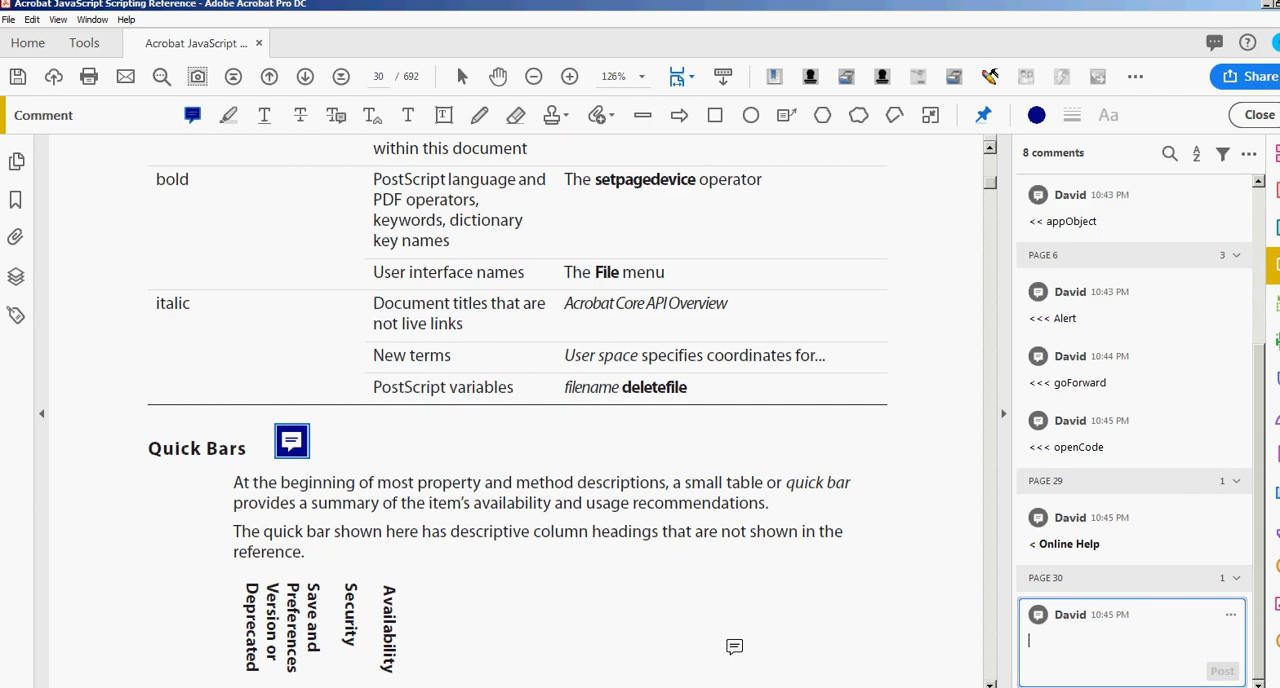 Acrobat JavaScript Scripting Reference - Adobe Acrobat Pro DC
File Edit View Window Help
Home Tools Acrobat JavaScript ... ×
30 / 692 126% Share
Comment Aa Close
8 comments
David 10:43 PM
<< appObject
PAGE 6 3
David 10:43 PM
<<< Alert
David 10:44 PM
<<< goForward
David 10:45 PM
<<< openCode
PAGE 29 1
David 10:45 PM
< Online Help
PAGE 30 1
David 10:45 PM
Post
within this document
bold PostScript language and The setpagedevice operator
PDF operators,
keywords, dictionary
key names
User interface names The File menu
italic Document titles that are Acrobat Core API Overview
not live links
New terms User space specifies coordinates for...
PostScript variables filename deletefile
Quick Bars
At the beginning of most property and method descriptions, a small table or quick bar
provides a summary of the item's availability and usage recommendations.
The quick bar shown here has descriptive column headings that are not shown in the
reference.
Version or
Deprecated
Save and
Preferences
Security
Availability